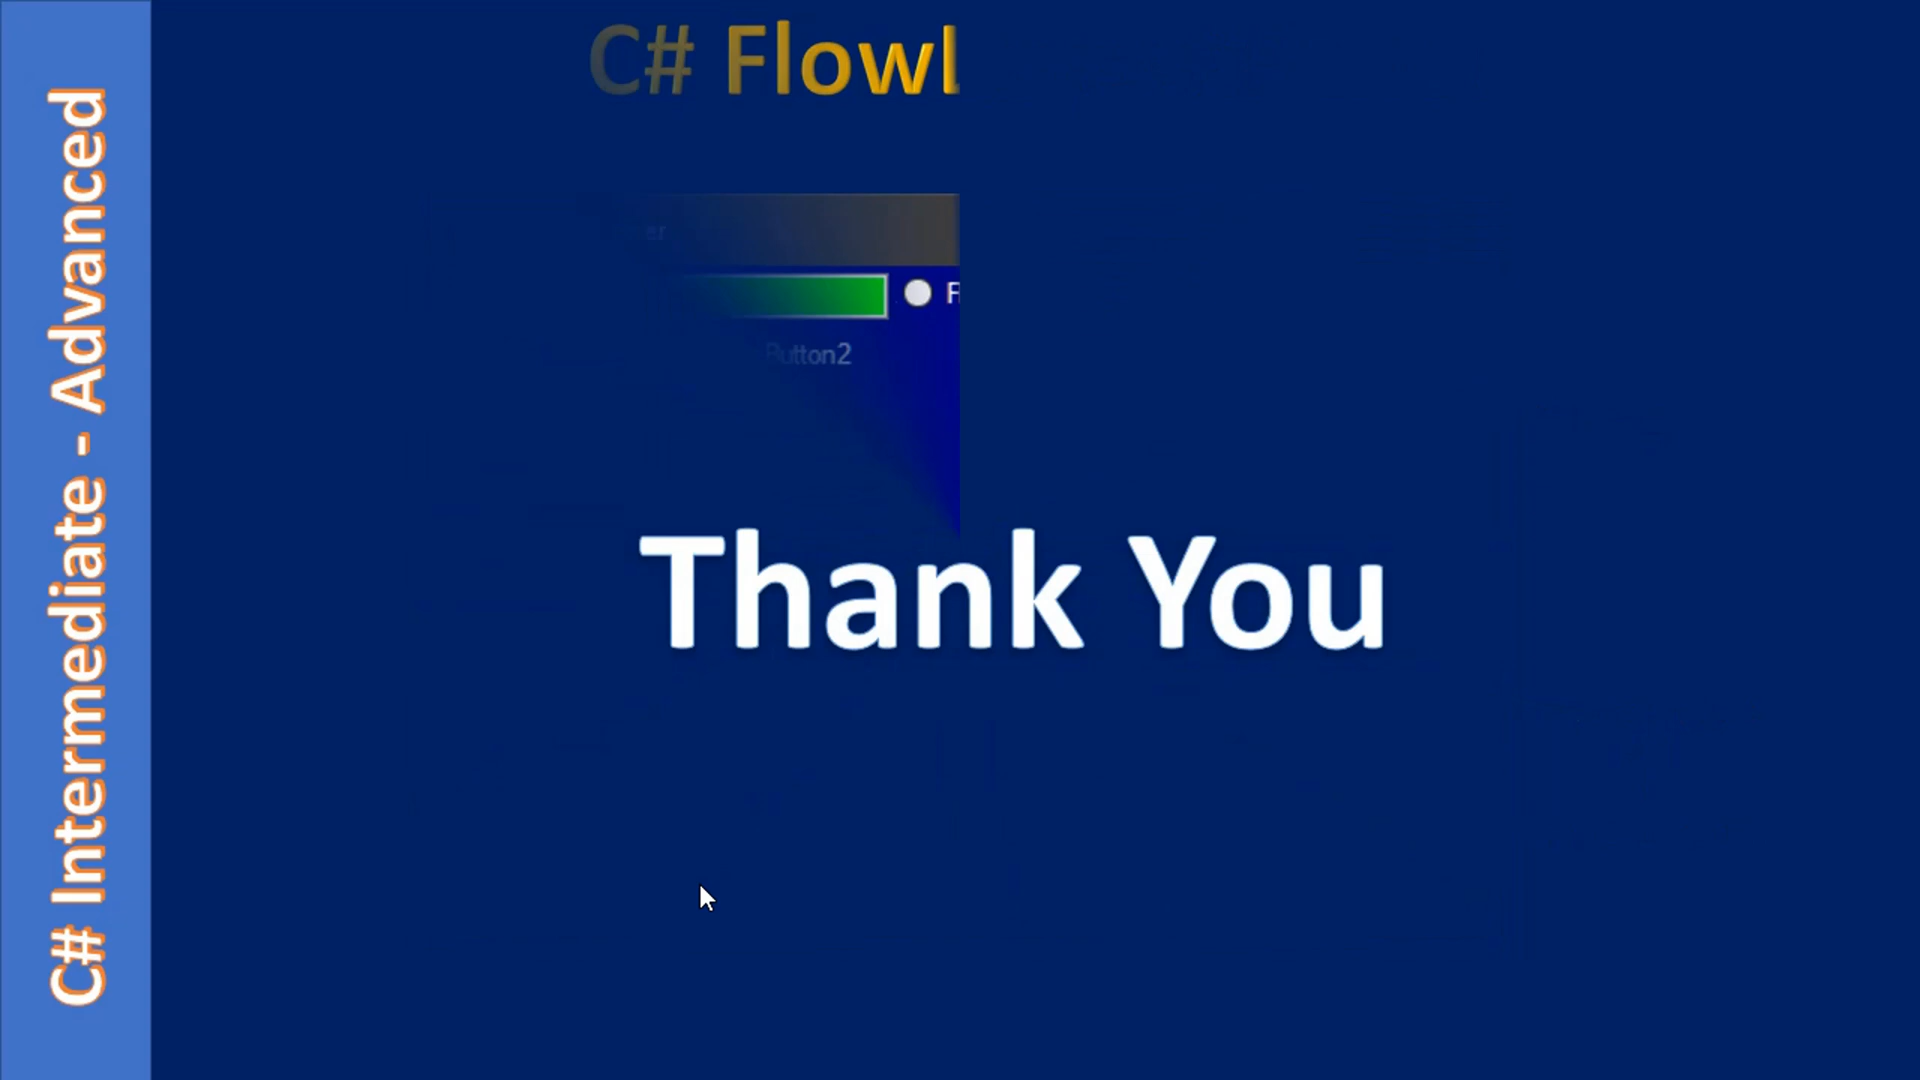 C# Intermediate - Advanced
C# Flowl
Button2
Thank You